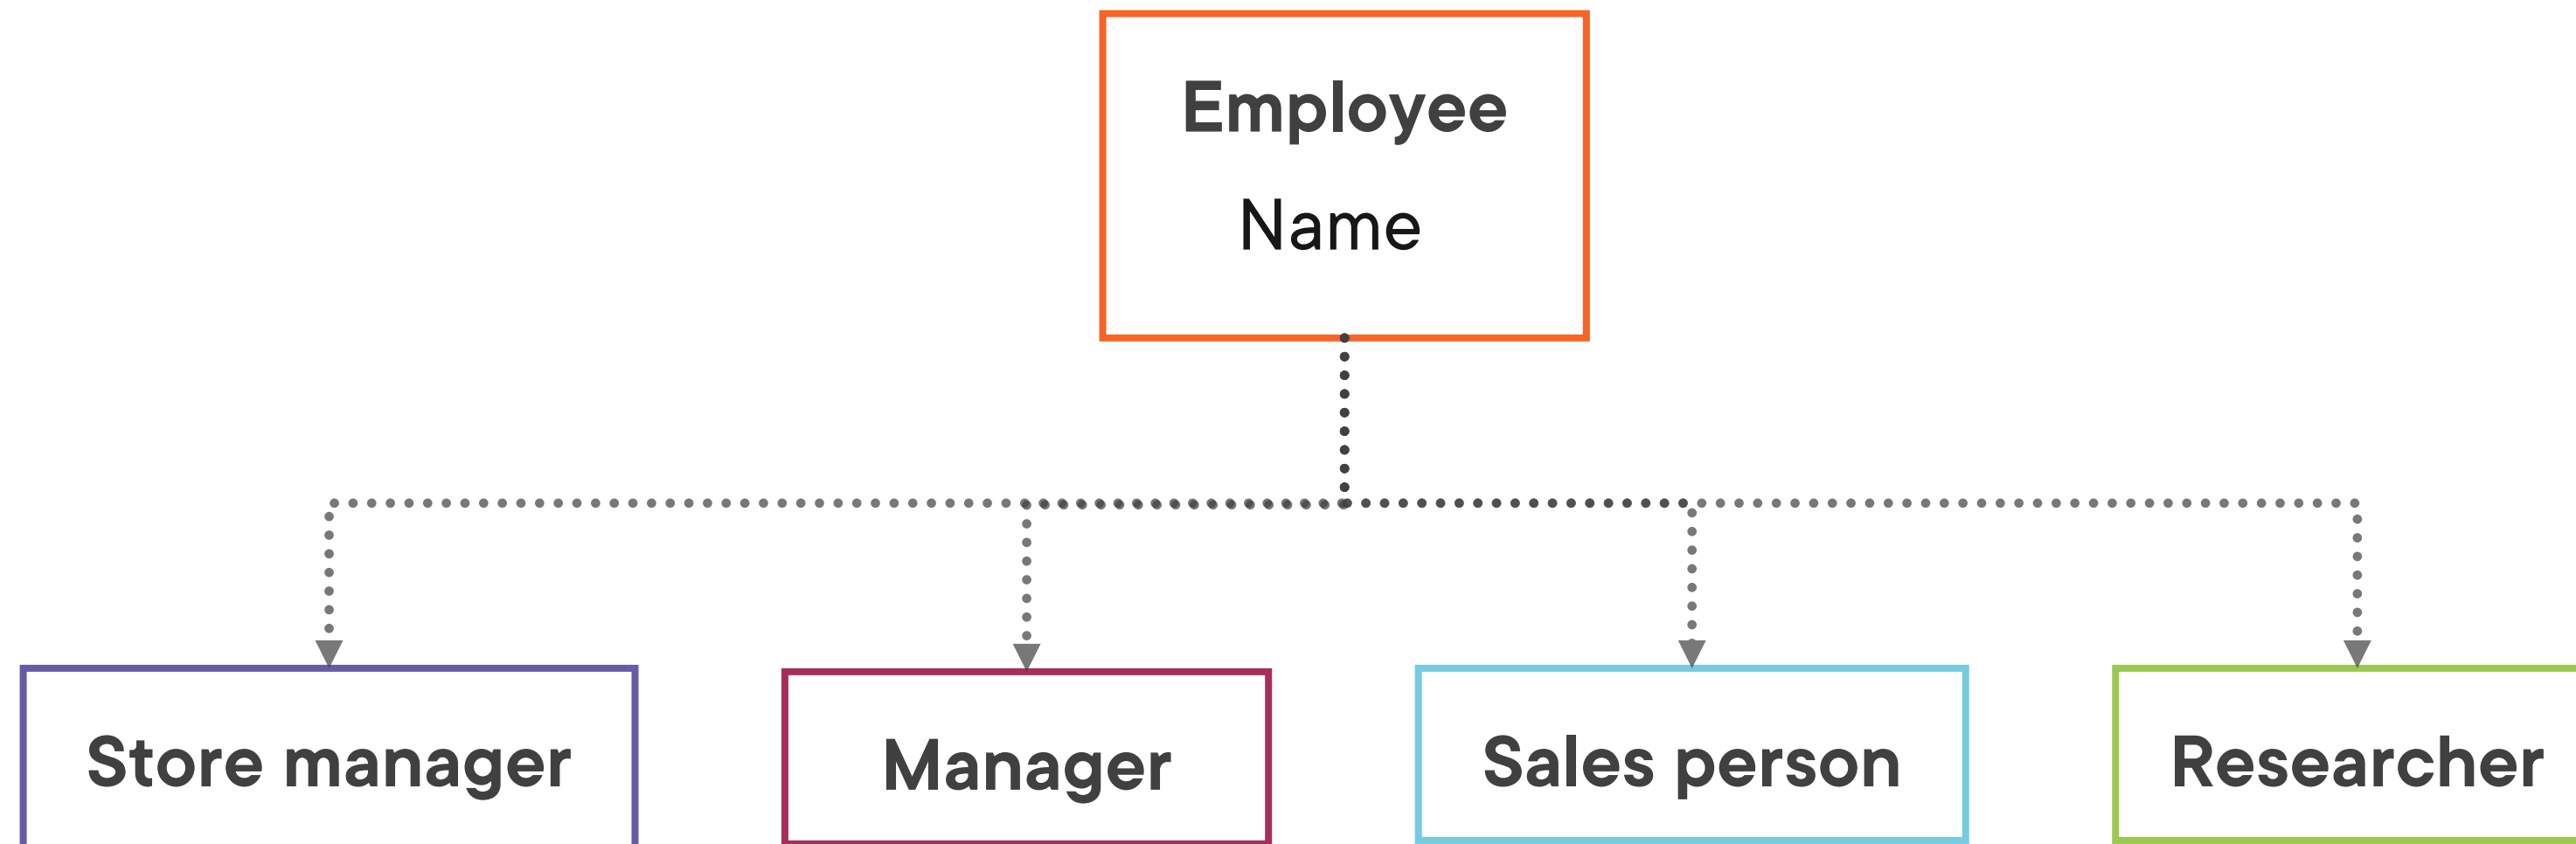 Employee
Name
Store manager
Manager
Sales person
Researcher